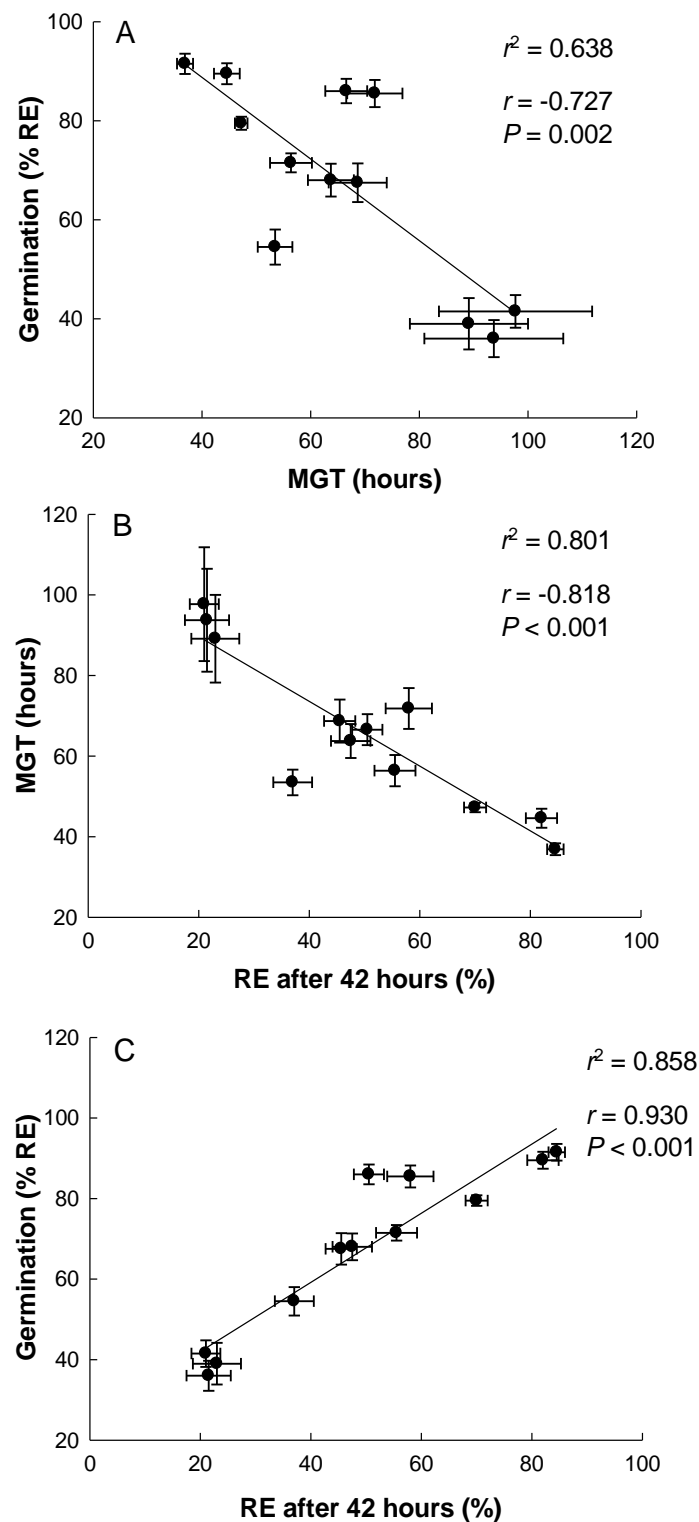 A
r² = 0.638
r = -0.727
P = 0.002
Germination (% RE)
100
80
60
40
20
20 40 60 80 100 120
MGT (hours)
B
r² = 0.801
r = -0.818
P < 0.001
MGT (hours)
120
100
80
60
40
20
0 20 40 60 80 100
RE after 42 hours (%)
C
r² = 0.858
r = 0.930
P < 0.001
Germination (% RE)
120
100
80
60
40
20
0 20 40 60 80 100
RE after 42 hours (%)